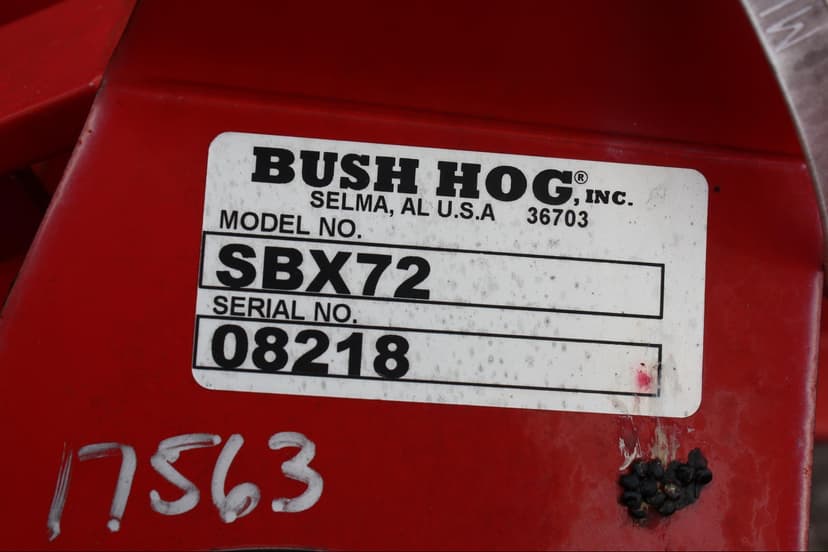 BUSH HOG®, INC.
SELMA, AL U.S.A 36703
MODEL NO.
SBX72
SERIAL NO.
08218
17563